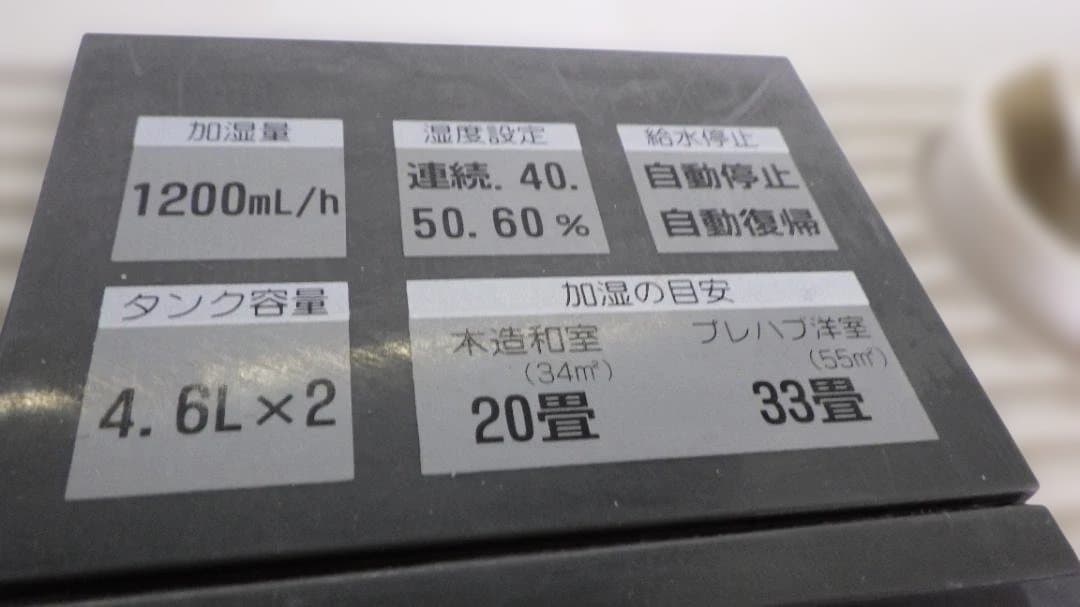 加湿量
1200mL/h
湿度設定
連続. 40.
50. 60 %
給水停止
自動停止
自動復帰
タンク容量
4. 6L×2
加湿の目安
木造和室
(34㎡)
20畳
プレハブ洋室
(55㎡)
33畳